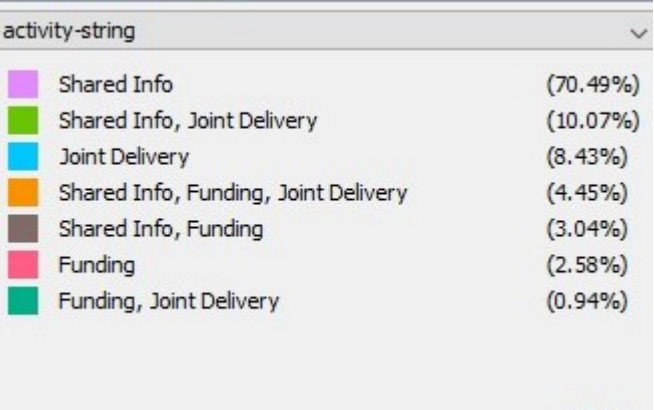 activity-string
Shared Info (70.49%)
Shared Info, Joint Delivery (10.07%)
Joint Delivery (8.43%)
Shared Info, Funding, Joint Delivery (4.45%)
Shared Info, Funding (3.04%)
Funding (2.58%)
Funding, Joint Delivery (0.94%)